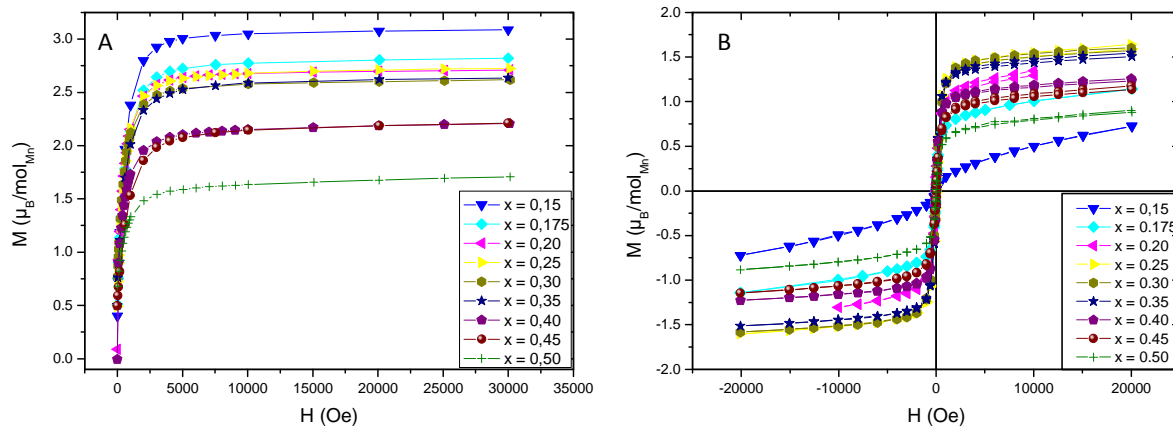 A
M (μB/molMn)
3.0
2.5
2.0
1.5
1.0
0.5
0.0
0 5000 10000 15000 20000 25000 30000 35000
H (Oe)
x = 0,15
x = 0,175
x = 0,20
x = 0,25
x = 0,30
x = 0,35
x = 0,40
x = 0,45
x = 0,50
B
M (μB/molMn)
2.0
1.5
1.0
0.5
0.0
-0.5
-1.0
-1.5
-2.0
-20000 -10000 0 10000 20000
H (Oe)
x = 0,15
x = 0.175
x = 0.20
x = 0.25
x = 0.30
x = 0.35
x = 0.40
x = 0.45
x = 0.50